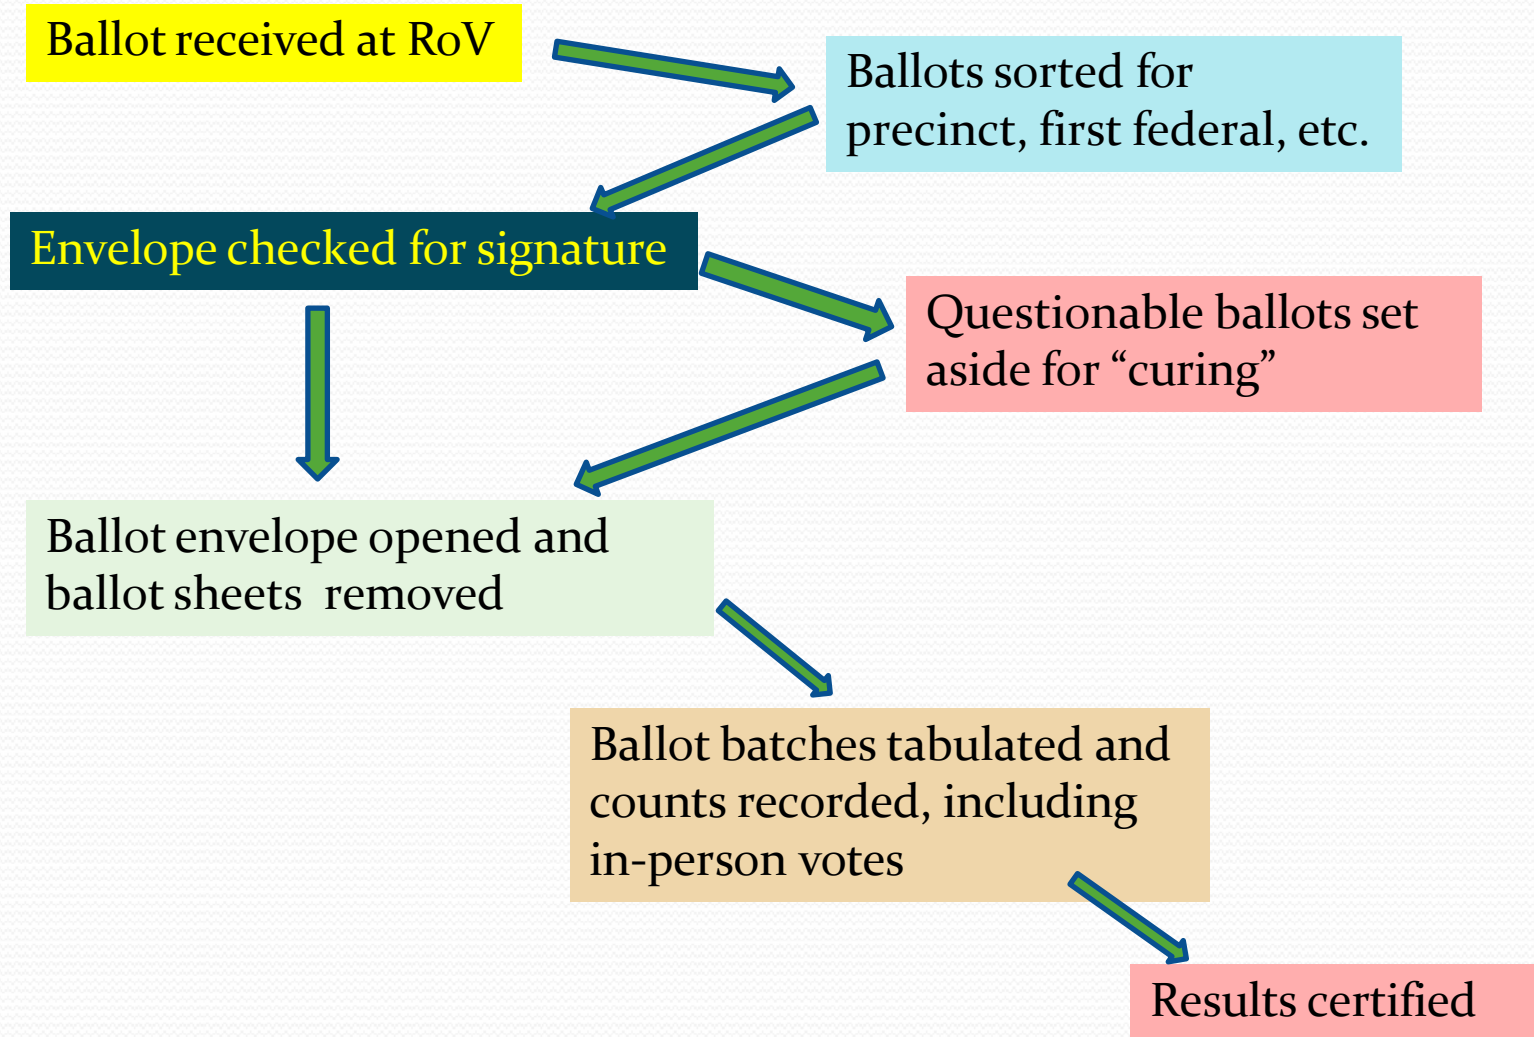 Ballot received at RoV
Ballots sorted for
precinct, first federal, etc.
Envelope checked for signature
Questionable ballots set
aside for “curing”
Ballot envelope opened and
ballot sheets removed
Ballot batches tabulated and
counts recorded, including
in-person votes
Results certified